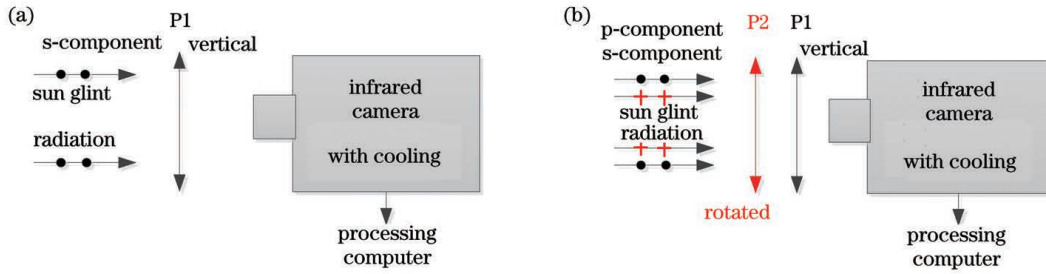 (a)
P1
s-component
vertical
sun glint
radiation
infrared
camera
with cooling
processing
computer
(b)
p-component
P2
P1
s-component
vertical
sun glint
radiation
rotated
infrared
camera
with cooling
processing
computer